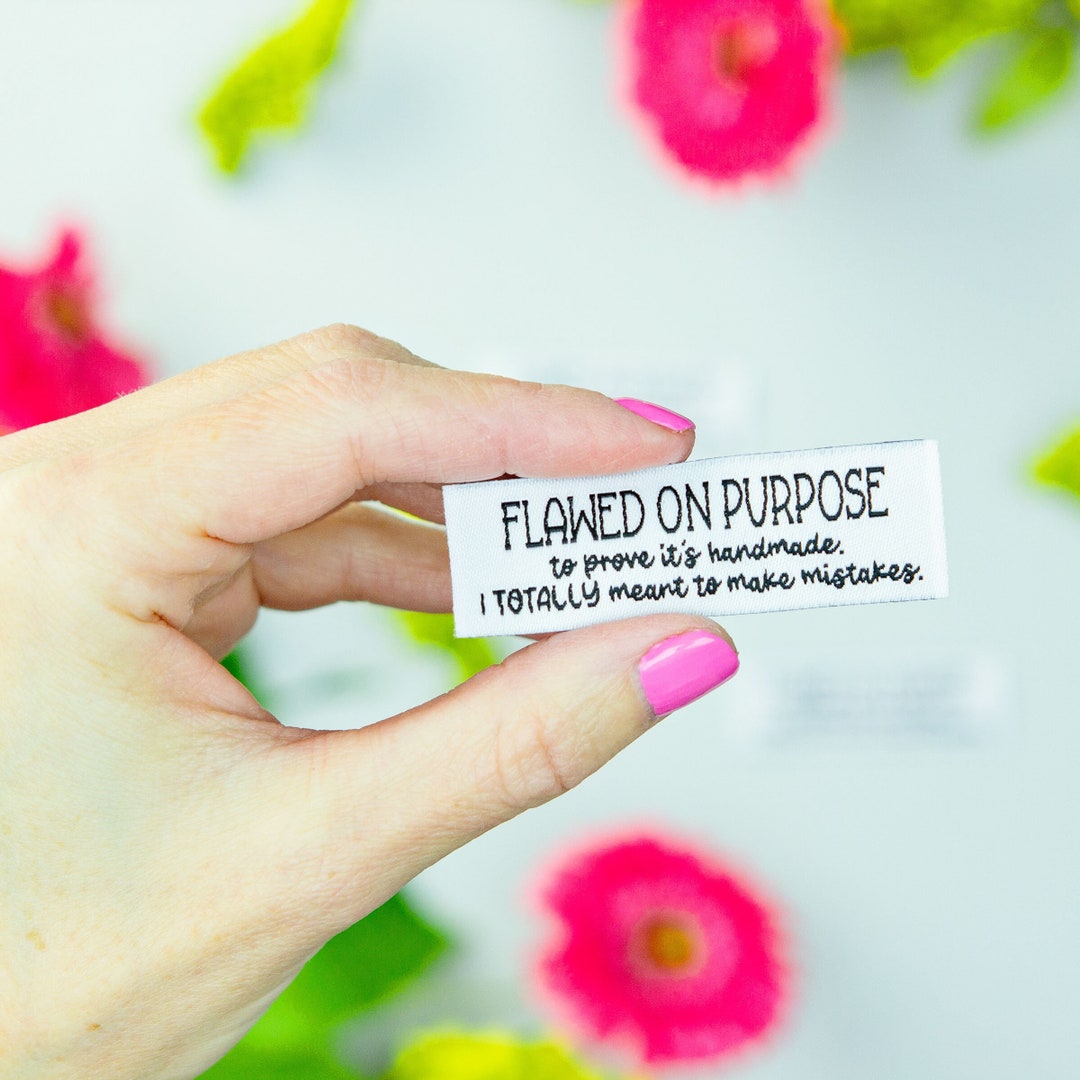 FLAWED ON PURPOSE
to prove it's handmade.
I TOTALLY meant to make mistakes.